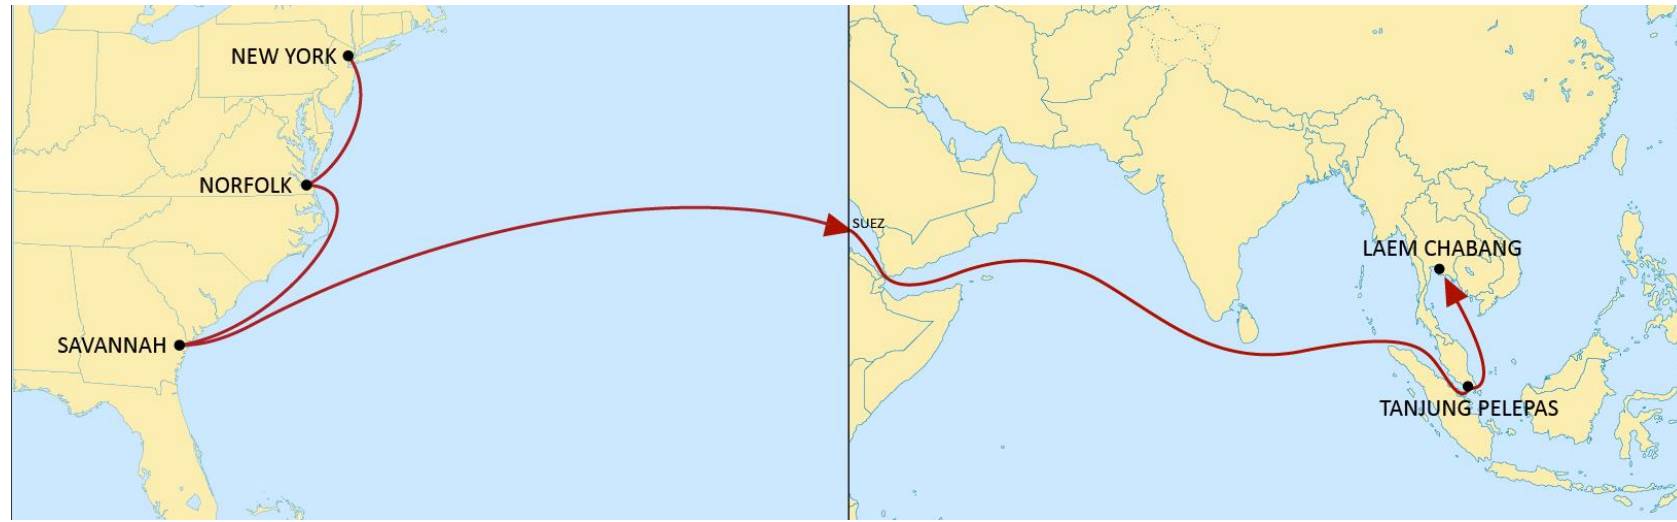 NEW YORK
NORFOLK
SAVANNAH
SUEZ
LAEM CHABANG
TANJUNG PELEPAS